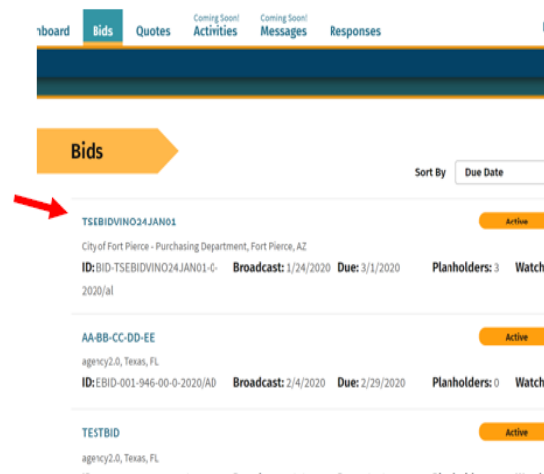 Coming Soon! Coming Soon!
Bids Quotes Activities Messages Responses
Bids
Sort By Due Date
TSEBIDVINO24JAN01 Active
City of Fort Pierce - Purchasing Department, Fort Pierce, AZ
ID: BID-TSEBIDVINO24JAN01-0- Broadcast: 1/24/2020 Due: 3/1/2020 Planholders: 3 Watch
2020/al
AA-BB-CC-DD-EE Active
agency2.0, Texas, FL
ID: EBID-001-946-00-0-2020/AD Broadcast: 2/4/2020 Due: 2/29/2020 Planholders: 0 Watch
TESTBID Active
agency2.0, Texas, FL